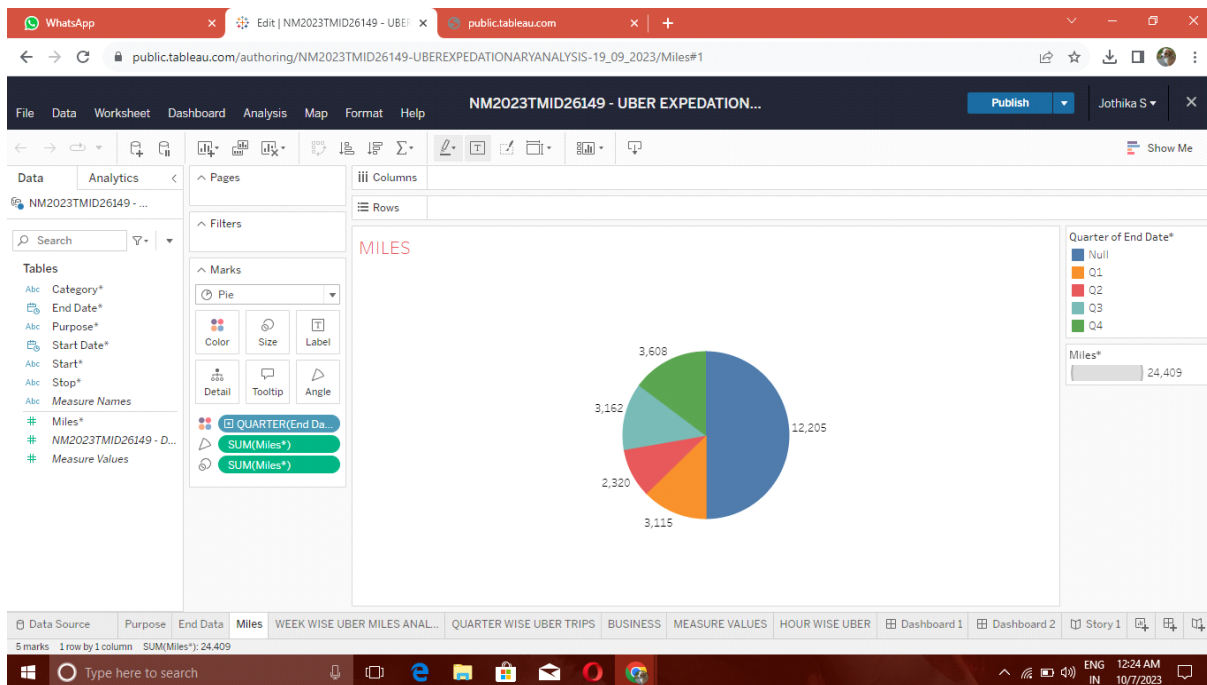 WhatsApp
Edit | NM2023TMID26149 - UBER
public.tableau.com
public.tableau.com/authoring/NM2023TMID26149-UBEREXPEDATIONARYANALYSIS-19_09_2023/Miles#1
File Data Worksheet Dashboard Analysis Map Format Help
NM2023TMID26149 - UBER EXPEDATION...
Publish
Jothika S
Show Me
Data Analytics
NM2023TMID26149 - ...
Search
Tables
Abc Category*
End Date*
Abc Purpose*
Start Date*
Abc Start*
Abc Stop*
Abc Measure Names
# Miles*
# NM2023TMID26149 - D...
# Measure Values
Pages
Filters
Marks
Pie
Color Size Label
Detail Tooltip Angle
QUARTER(End Da...
SUM(Miles*)
SUM(Miles*)
iii Columns
Rows
MILES
3,608
3,162
12,205
2,320
3,115
Quarter of End Date*
Null
Q1
Q2
Q3
Q4
Miles*
24,409
Data Source Purpose End Data Miles WEEK WISE UBER MILES ANAL... QUARTER WISE UBER TRIPS BUSINESS MEASURE VALUES HOUR WISE UBER Dashboard 1 Dashboard 2 Story 1
5 marks 1 row by 1 column SUM(Miles*): 24,409
Type here to search
ENG 12:24 AM
IN 10/7/2023